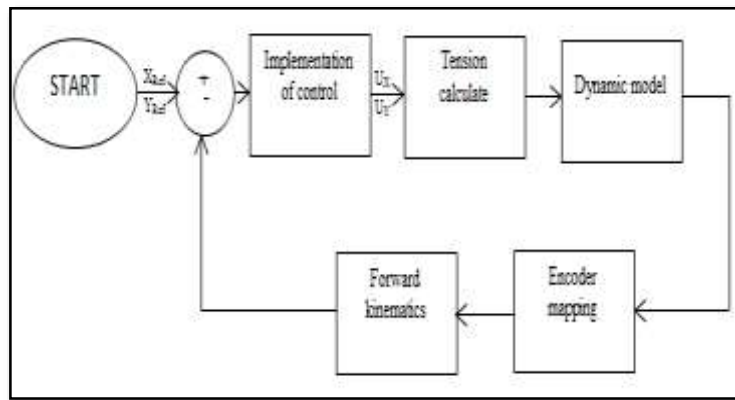 START
XRef
YRef
+
-
Implementation
of control
UX
UY
Tension
calculate
Dynamic model
Forward
kinematics
Encoder
mapping